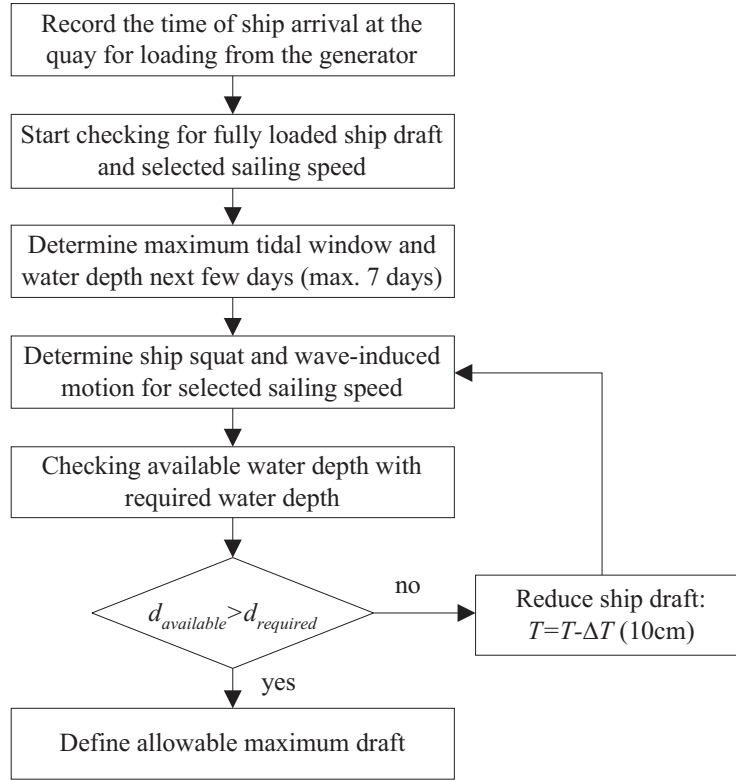 Record the time of ship arrival at the
quay for loading from the generator
Start checking for fully loaded ship draft
and selected sailing speed
Determine maximum tidal window and
water depth next few days (max. 7 days)
Determine ship squat and wave-induced
motion for selected sailing speed
Checking available water depth with
required water depth
d_available>d_required
no
Reduce ship draft:
T=T-ΔT (10cm)
yes
Define allowable maximum draft